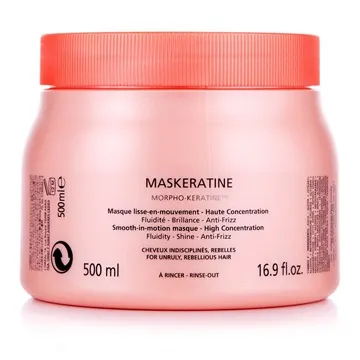 MASKERATINE
MORPHO-KERATINE™
Masque lisse-en-mouvement - Haute Concentration
Fluidité - Brillance - Anti-Frizz
Smooth-in-motion masque - High Concentration
Fluidity - Shine - Anti-Frizz
CHEVEUX INDISCIPLINÉS, REBELLES
FOR UNRULY, REBELLIOUS HAIR
500 ml
16.9 fl.oz.
À RINCER - RINSE-OUT
500ml℮